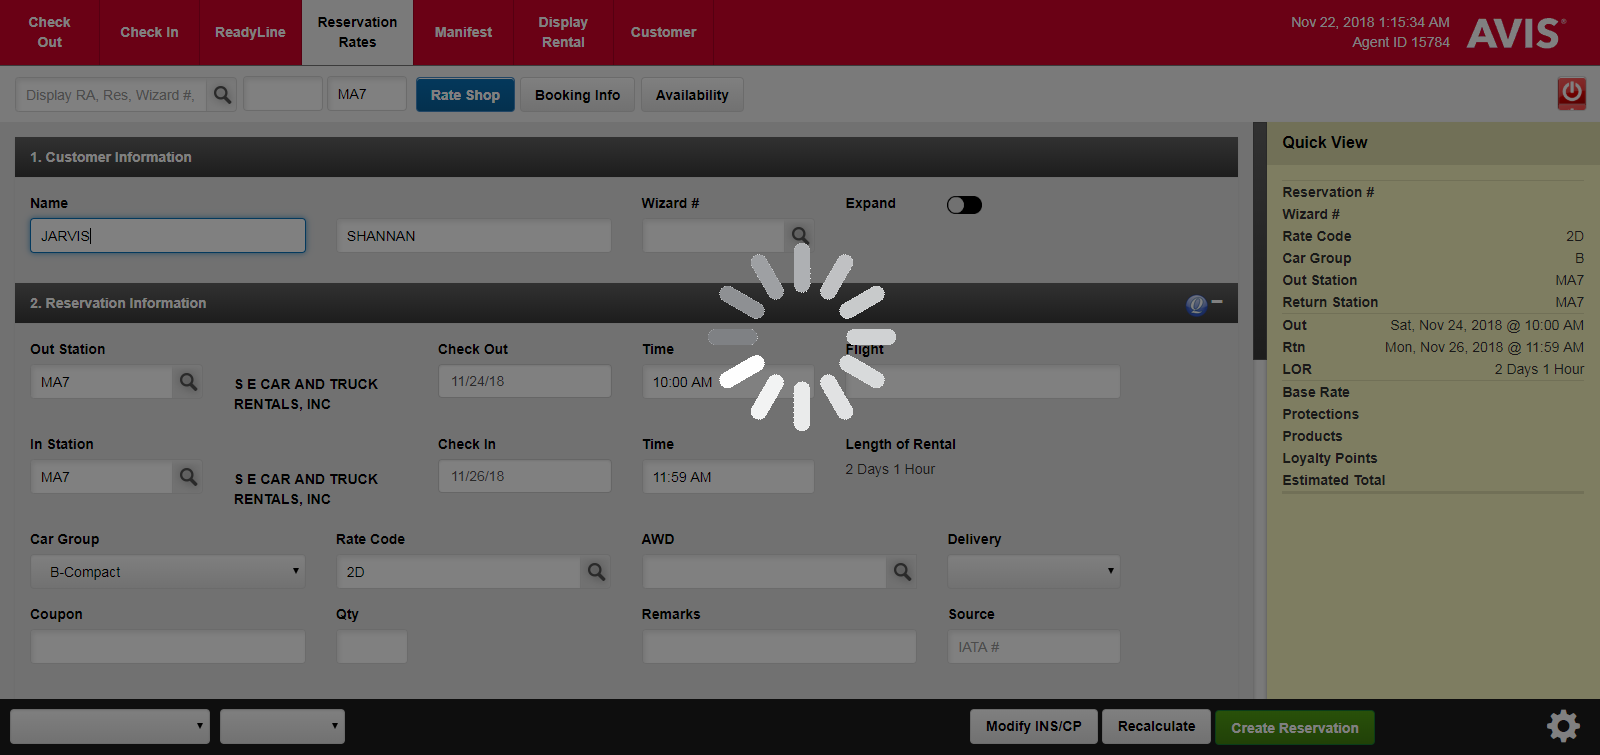 Check Out
Check In
ReadyLine
Reservation Rates
Manifest
Display Rental
Customer
Nov 22, 2018 1:15:34 AM
Agent ID 15784
AVIS
Display RA, Res, Wizard #,
MA7
Rate Shop
Booking Info
Availability
1. Customer Information
Name
Wizard #
Expand
JARVIS
SHANNAN
2. Reservation Information
Out Station
Check Out
Time
Flight
MA7
S E CAR AND TRUCK
RENTALS, INC
11/24/18
10:00 AM
In Station
Check In
Time
Length of Rental
MA7
S E CAR AND TRUCK
RENTALS, INC
11/26/18
11:59 AM
2 Days 1 Hour
Car Group
Rate Code
AWD
Delivery
B-Compact
2D
Coupon
Qty
Remarks
Source
IATA #
Quick View
Reservation #
Wizard #
Rate Code 2D
Car Group B
Out Station MA7
Return Station MA7
Out Sat, Nov 24, 2018 @ 10:00 AM
Rtn Mon, Nov 26, 2018 @ 11:59 AM
LOR 2 Days 1 Hour
Base Rate
Protections
Products
Loyalty Points
Estimated Total
Modify INS/CP
Recalculate
Create Reservation